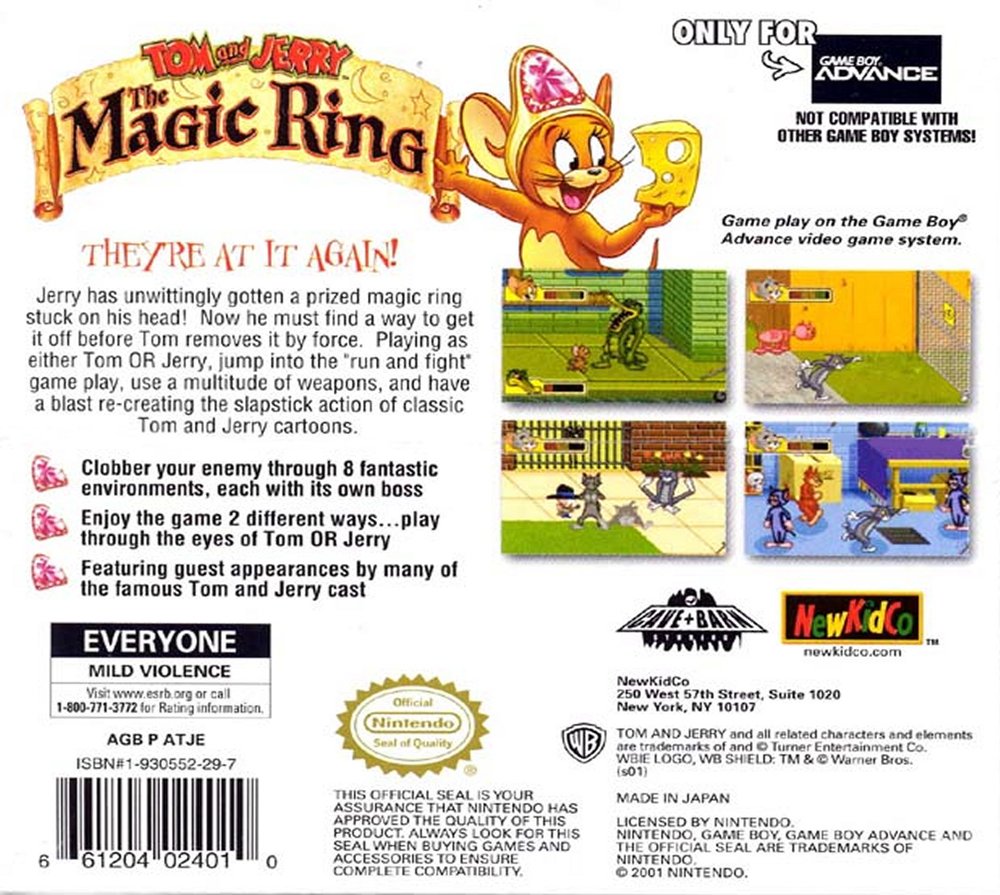 TOM and JERRY™
The
Magic Ring
ONLY FOR
GAME BOY
ADVANCE
NOT COMPATIBLE WITH
OTHER GAME BOY SYSTEMS!
Game play on the Game Boy®
Advance video game system.
THEY'RE AT IT AGAIN!
Jerry has unwittingly gotten a prized magic ring
stuck on his head! Now he must find a way to get
it off before Tom removes it by force. Playing as
either Tom OR Jerry, jump into the "run and fight"
game play, use a multitude of weapons, and have
a blast re-creating the slapstick action of classic
Tom and Jerry cartoons.
Clobber your enemy through 8 fantastic
environments, each with its own boss
Enjoy the game 2 different ways...play
through the eyes of Tom OR Jerry
Featuring guest appearances by many of
the famous Tom and Jerry cast
EVERYONE
MILD VIOLENCE
Visit www.esrb.org or call
1-800-771-3772 for Rating information.
AGB P ATJE
ISBN#1-930552-29-7
6 61204 02401 0
Official
Nintendo
Seal of Quality
®
THIS OFFICIAL SEAL IS YOUR
ASSURANCE THAT NINTENDO HAS
APPROVED THE QUALITY OF THIS
PRODUCT. ALWAYS LOOK FOR THIS
SEAL WHEN BUYING GAMES AND
ACCESSORIES TO ENSURE
COMPLETE COMPATIBILITY.
CAVE+BARN
STUDIOS
NewKidCo™
newkidco.com
NewKidCo
250 West 57th Street, Suite 1020
New York, NY 10107
WB
TOM AND JERRY and all related characters and elements
are trademarks of and © Turner Entertainment Co.
WBIE LOGO, WB SHIELD: TM & © Warner Bros.
(s01)
MADE IN JAPAN
LICENSED BY NINTENDO.
NINTENDO, GAME BOY, GAME BOY ADVANCE AND
THE OFFICIAL SEAL ARE TRADEMARKS OF
NINTENDO.
© 2001 NINTENDO.